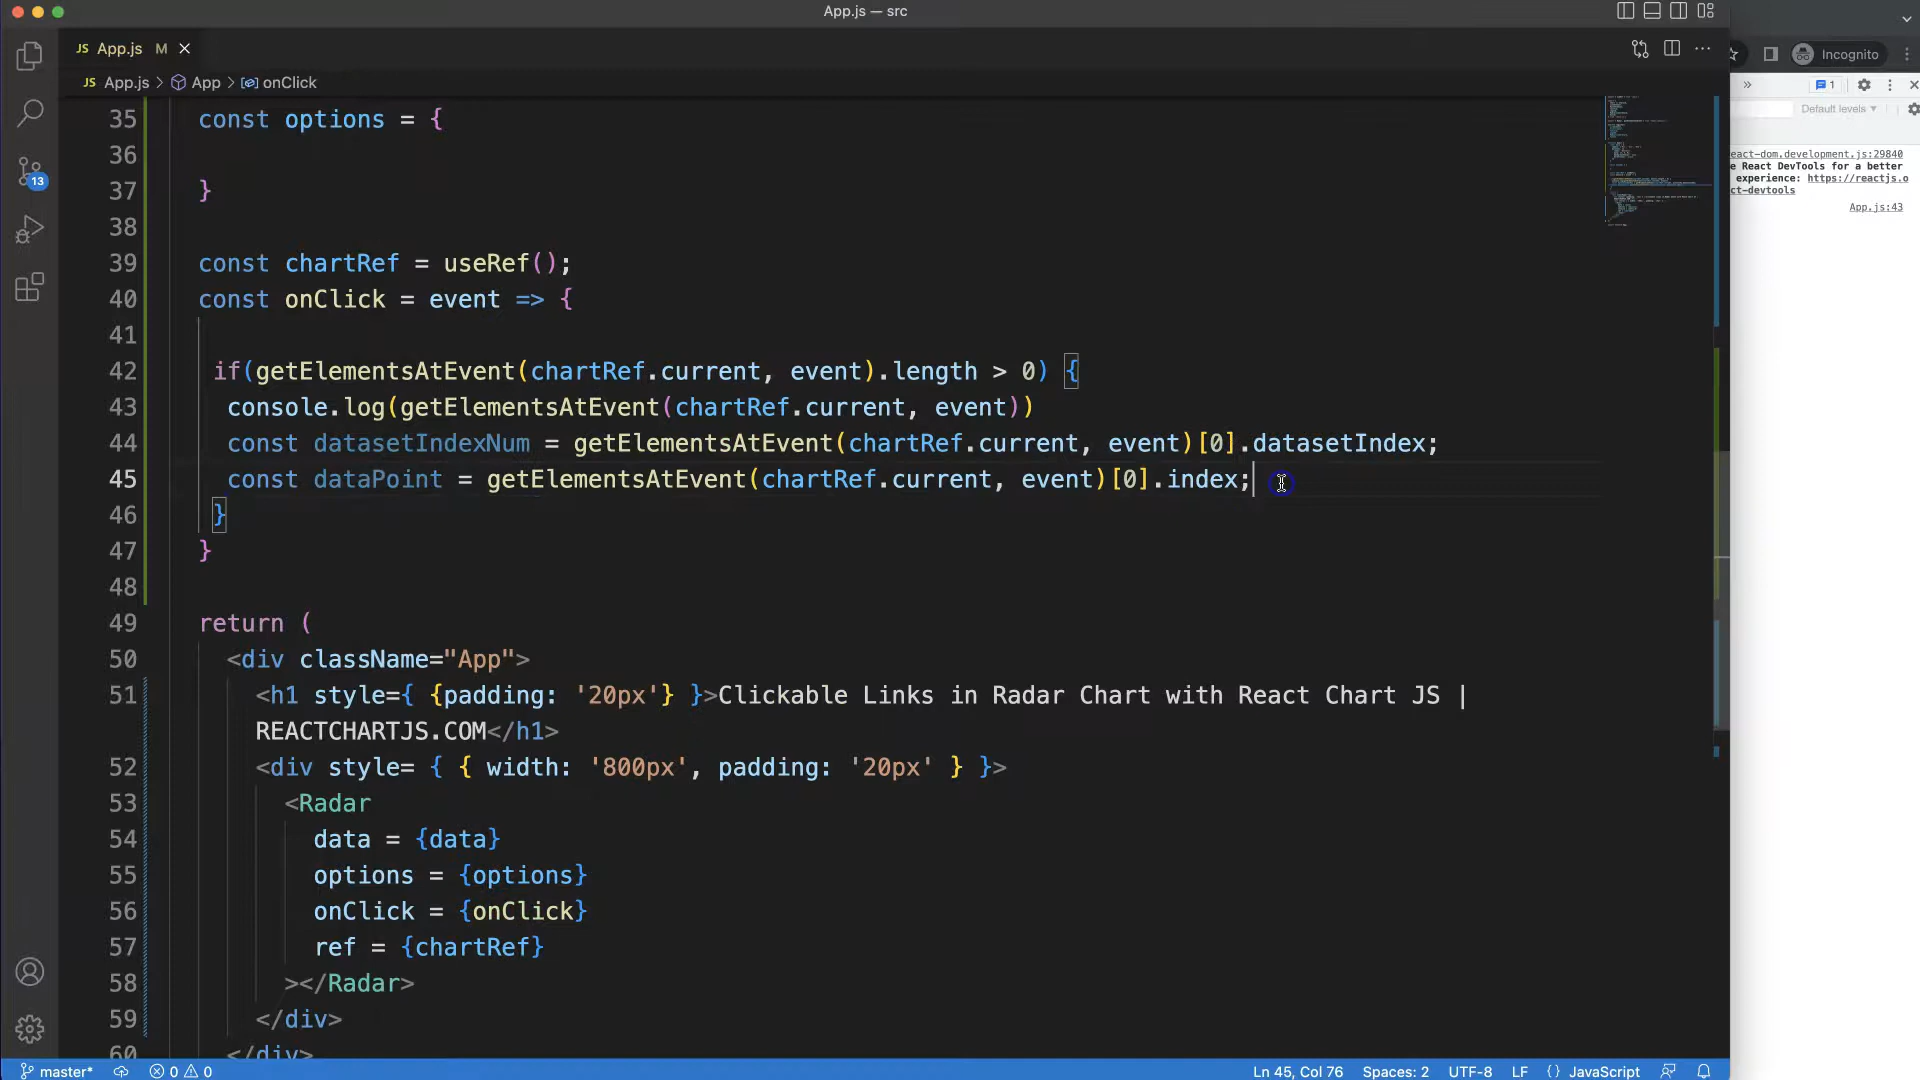 App.js — src
JS App.js M
Incognito
JS App.js > App > onClick
1
Default levels
35 const options = {
36
37 }
38
39 const chartRef = useRef();
40 const onClick = event => {
41
42 if(getElementsAtEvent(chartRef.current, event).length > 0) {
43 console.log(getElementsAtEvent(chartRef.current, event))
44 const datasetIndexNum = getElementsAtEvent(chartRef.current, event)[0].datasetIndex;
45 const dataPoint = getElementsAtEvent(chartRef.current, event)[0].index;
46 }
47 }
48
49 return (
50 <div className="App">
51 <h1 style={ {padding: '20px'} }>Clickable Links in Radar Chart with React Chart JS |
REACTCHARTJS.COM</h1>
52 <div style= { { width: '800px', padding: '20px' } }>
53 <Radar
54 data = {data}
55 options = {options}
56 onClick = {onClick}
57 ref = {chartRef}
58 ></Radar>
59 </div>
60 </div>
eact-dom.development.js:29840
e React DevTools for a better
experience: https://reactjs.o
ct-devtools
App.js:43
13
master* 0 0 Ln 45, Col 76 Spaces: 2 UTF-8 LF {} JavaScript